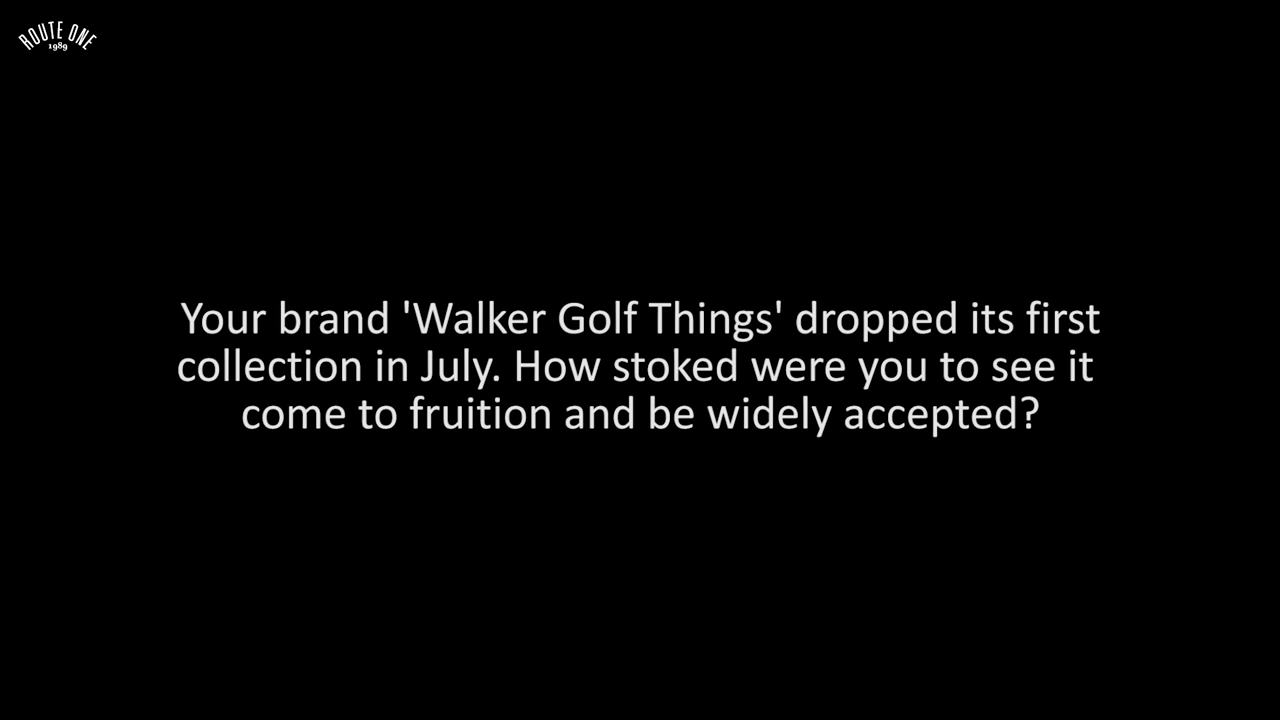 ROUTE ONE
1989
Your brand 'Walker Golf Things' dropped its first
collection in July. How stoked were you to see it
come to fruition and be widely accepted?